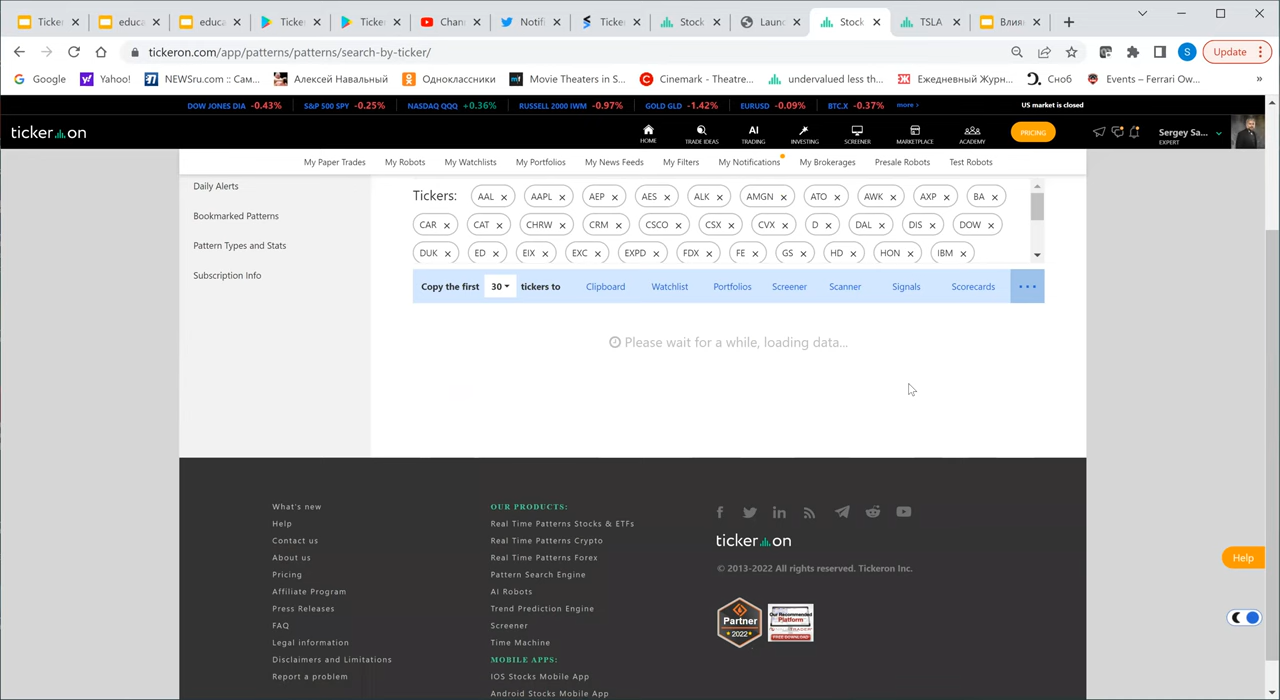 Ticker
educa
educa
Ticker
Ticker
Chann
Notifi
Ticker
Stock
Launc
Stock
TSLA
Влия
tickeron.com/app/patterns/patterns/search-by-ticker/
S
Update
Google
Yahoo!
NEWSru.com :: Сам...
Алексей Навальный
Одноклассники
Movie Theaters in S...
Cinemark - Theatre...
undervalued less th...
Ежедневный Журн...
Сноб
Events – Ferrari Ow...
»
DOW JONES DIA -0.43%
S&P 500 SPY -0.25%
NASDAQ QQQ +0.36%
RUSSELL 2000 IWM -0.97%
GOLD GLD -1.42%
EURUSD -0.09%
BTC.X -0.37%
more ›
US market is closed
tickeron
HOME
TRADE IDEAS
AI
TRADING
INVESTING
SCREENER
MARKETPLACE
ACADEMY
PRICING
Sergey Sa...
EXPERT
My Paper Trades
My Robots
My Watchlists
My Portfolios
My News Feeds
My Filters
My Notifications
My Brokerages
Presale Robots
Test Robots
Daily Alerts
Bookmarked Patterns
Pattern Types and Stats
Subscription Info
Tickers: AAL × AAPL × AEP × AES × ALK × AMGN × ATO × AWK × AXP × BA ×
CAR × CAT × CHRW × CRM × CSCO × CSX × CVX × D × DAL × DIS × DOW ×
DUK × ED × EIX × EXC × EXPD × FDX × FE × GS × HD × HON × IBM ×
Copy the first 30 tickers to Clipboard Watchlist Portfolios Screener Scanner Signals Scorecards ...
Please wait for a while, loading data...
What's new
Help
Contact us
About us
Pricing
Affiliate Program
Press Releases
FAQ
Legal information
Disclaimers and Limitations
Report a problem
OUR PRODUCTS:
Real Time Patterns Stocks & ETFs
Real Time Patterns Crypto
Real Time Patterns Forex
Pattern Search Engine
AI Robots
Trend Prediction Engine
Screener
Time Machine
MOBILE APPS:
IOS Stocks Mobile App
Android Stocks Mobile App
tickeron
© 2013-2022 All rights reserved. Tickeron Inc.
Partner
2022
Our Recommended
Platform
FREE DOWNLOAD
Help